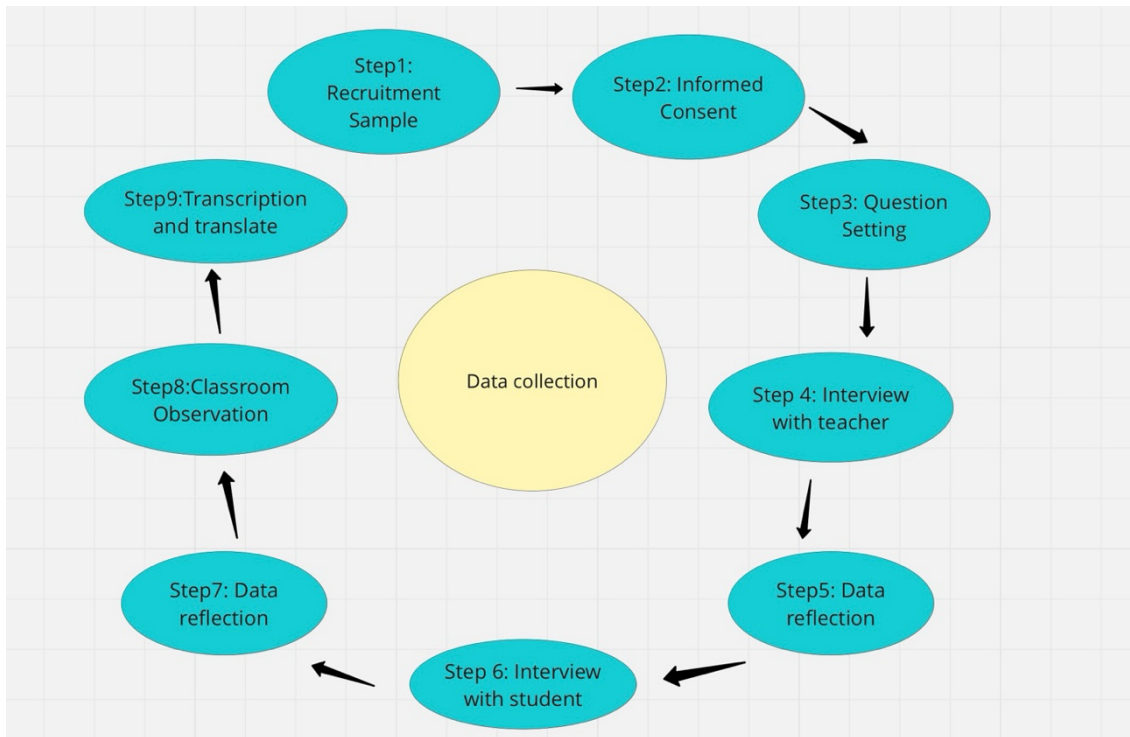 Step1:
Recruitment
Sample
Step2: Informed
Consent
Step3: Question
Setting
Step 4: Interview
with teacher
Step5: Data
reflection
Step 6: Interview
with student
Step7: Data
reflection
Step8:Classroom
Observation
Step9:Transcription
and translate
Data collection